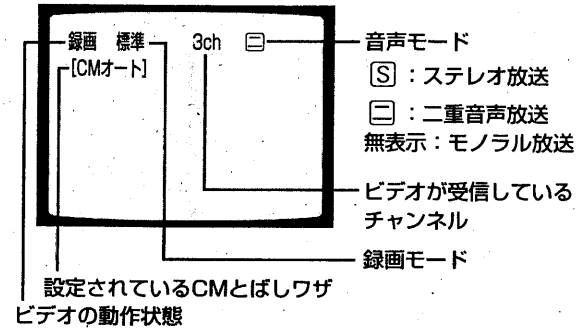 録画 標準 3ch 二
[CMオート]
音声モード
S：ステレオ放送
二：二重音声放送
無表示：モノラル放送
ビデオが受信している
チャンネル
録画モード
設定されているCMとばしワザ
ビデオの動作状態